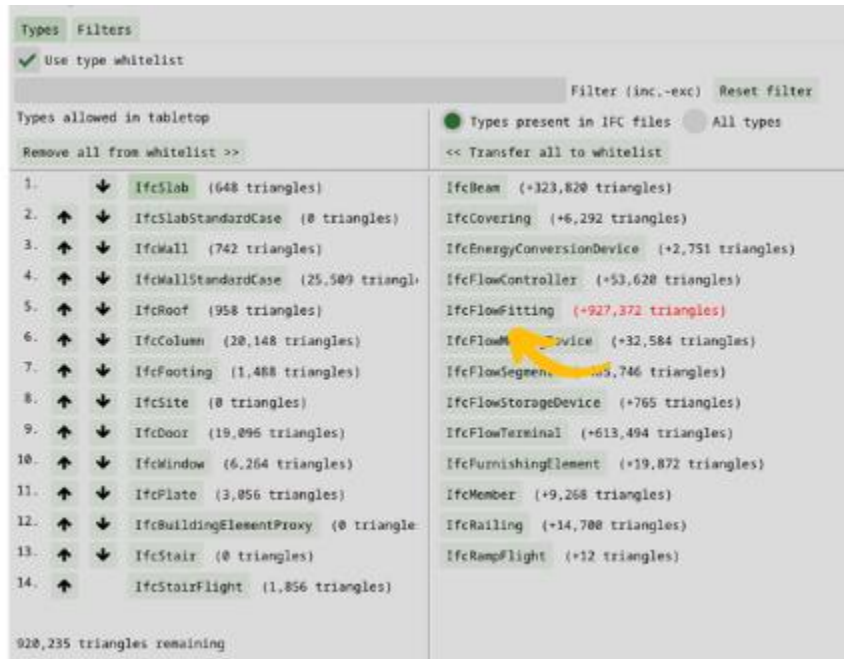 Types Filters
Use type whitelist
Filter (inc,-exc) Reset filter
Types allowed in tabletop
Types present in IFC files All types
Remove all from whitelist >>
<< Transfer all to whitelist
1. IfcSlab (648 triangles)
2. IfcSlabStandardCase (0 triangles)
3. IfcWall (742 triangles)
4. IfcWallStandardCase (25,509 triangl
5. IfcRoof (958 triangles)
6. IfcColumn (20,148 triangles)
7. IfcFooting (1,488 triangles)
8. IfcSite (0 triangles)
9. IfcDoor (19,096 triangles)
10. IfcWindow (6,264 triangles)
11. IfcPlate (3,056 triangles)
12. IfcBuildingElementProxy (0 triangle
13. IfcStair (0 triangles)
14. IfcStairFlight (1,856 triangles)
920,235 triangles remaining
IfcBeam (+323,820 triangles)
IfcCovering (+6,292 triangles)
IfcEnergyConversionDevice (+2,751 triangles)
IfcFlowController (+53,620 triangles)
IfcFlowFitting (+927,372 triangles)
(+32,584 triangles)
IfcFlowSegment triangles)
IfcFlowStorageDevice (+765 triangles)
IfcFlowTerminal (+613,494 triangles)
IfcFurnishingElement (+19,872 triangles)
IfcMember (+9,268 triangles)
IfcRailing (+14,700 triangles)
IfcRampFlight (+12 triangles)